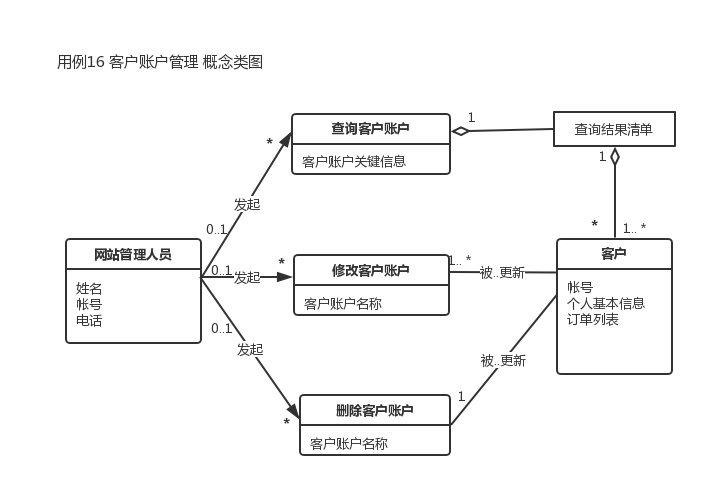 用例16 客户账户管理 概念类图
查询客户账户
客户账户关键信息
1
查询结果清单
1
*
1.. *
*
发起
0..1
网站管理人员
姓名
帐号
电话
0..1
发起
*
修改客户账户
客户账户名称
1.. *
被..更新
客户
帐号
个人基本信息
订单列表
0..1
发起
*
删除客户账户
客户账户名称
1
被..更新